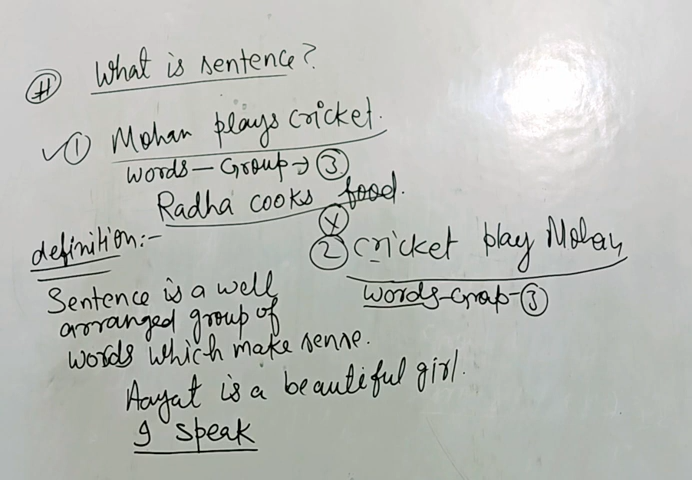 # What is sentence?
✓ ① Mohan plays cricket.
words - Group → ③
Radha cooks food.
definition:-
Sentence is a well
arranged group of
words which make sense.
Aayat is a beautiful girl.
I speak
X
② cricket play Mohan
words-Grop-③